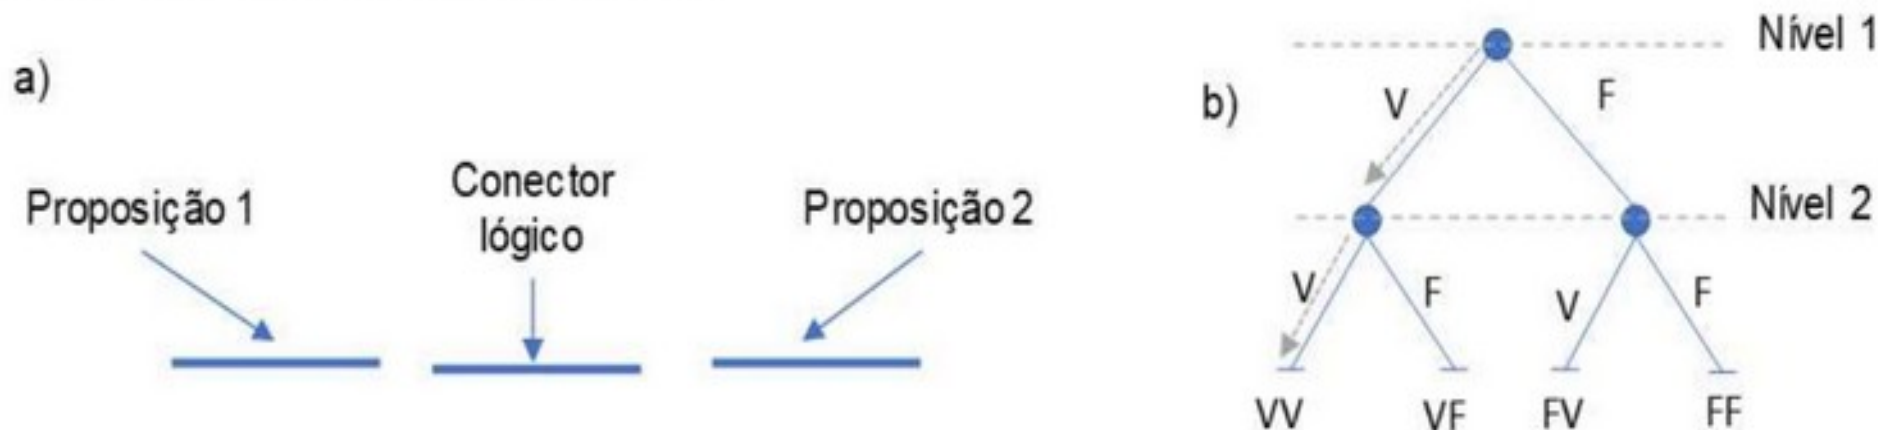 a)
Proposição 1
Conector
lógico
Proposição 2
b)
Nível 1
V
F
Nível 2
V
F
V
F
VV
VF
FV
FF